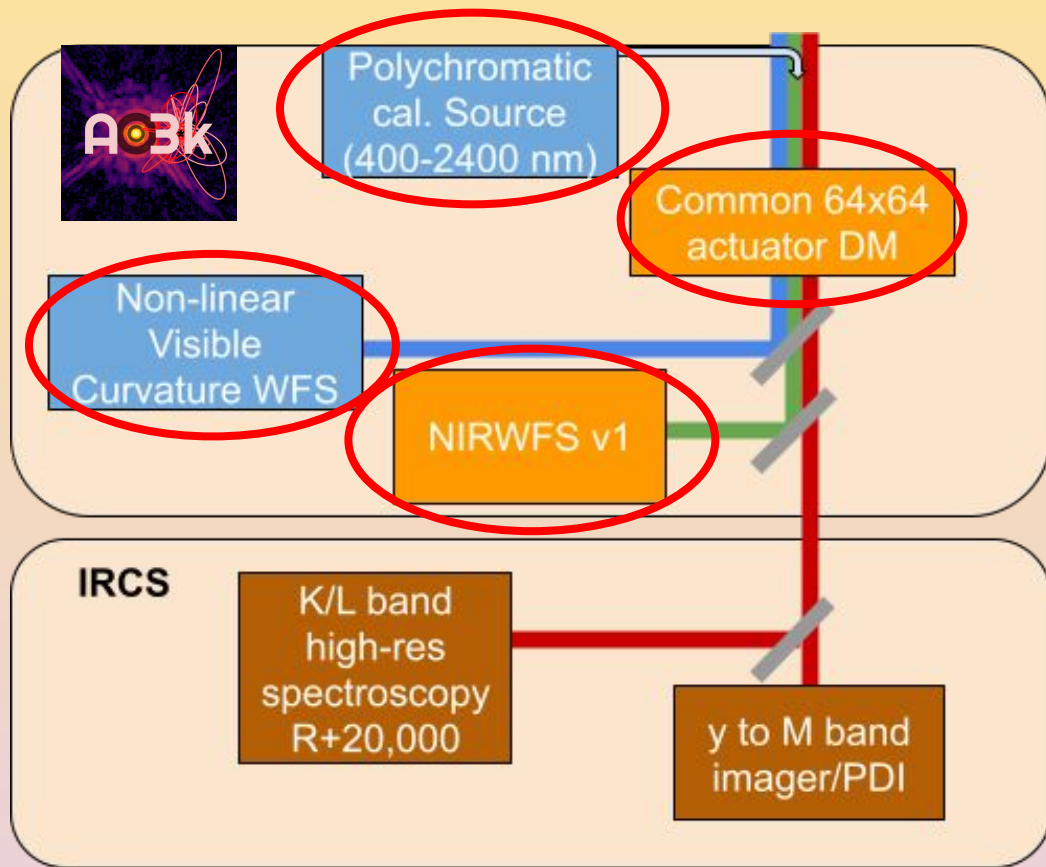 AO3k
Polychromatic
cal. Source
(400-2400 nm)
Common 64x64
actuator DM
Non-linear
Visible
Curvature WFS
NIRWFS v1
IRCS
K/L band
high-res
spectroscopy
R+20,000
y to M band
imager/PDI